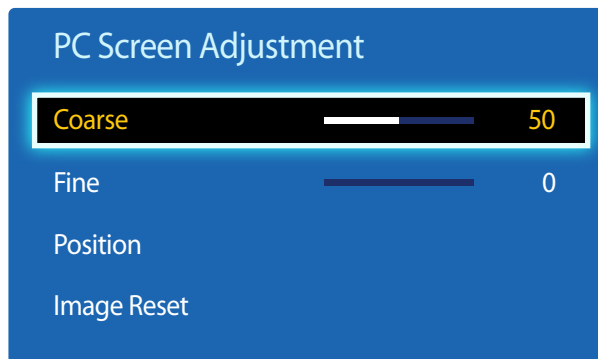 PC Screen Adjustment
Coarse 50
Fine 0
Position
Image Reset